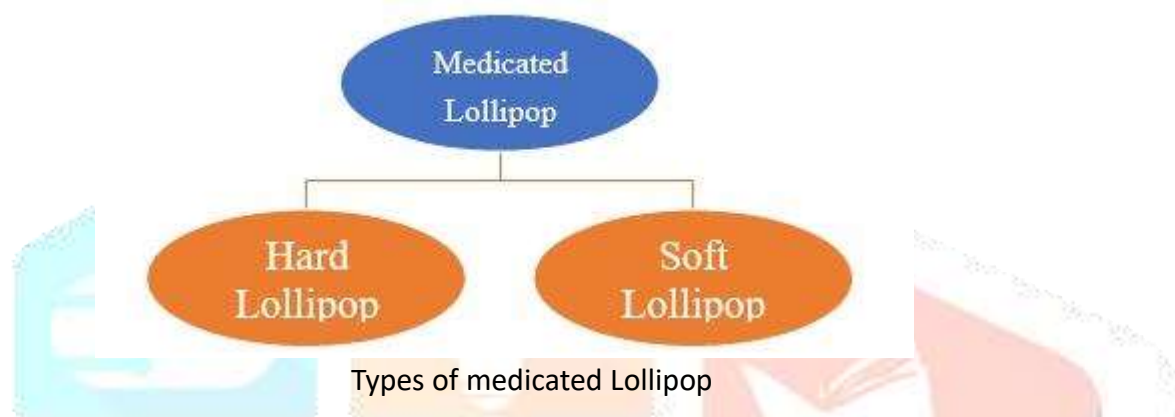 Medicated
Lollipop
Hard
Lollipop
Soft
Lollipop
Types of medicated Lollipop